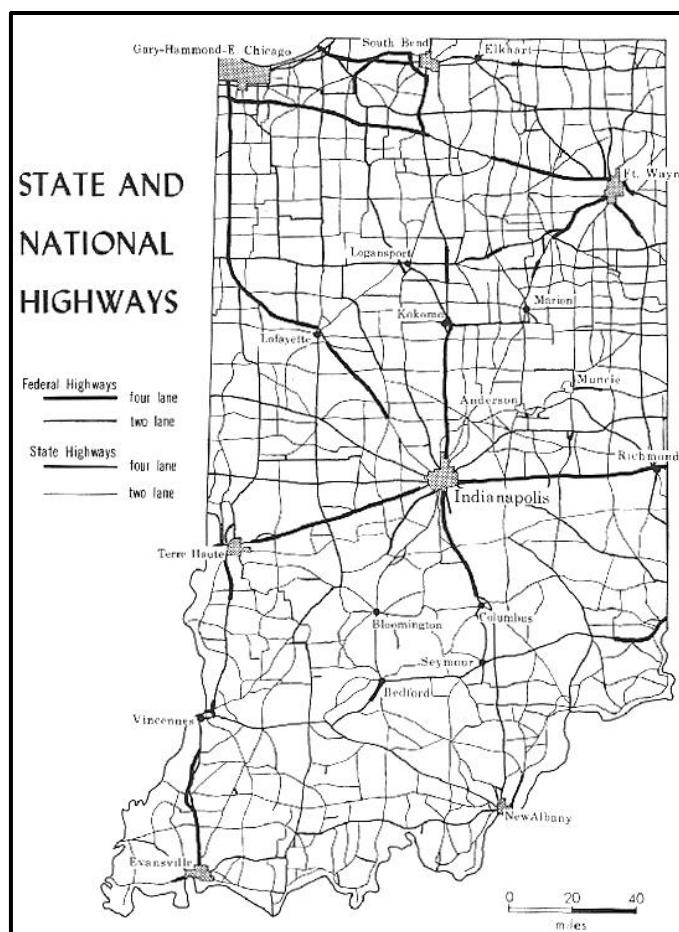 Gary-Hammond-E. Chicago
South Bend
Elkhart
STATE AND
NATIONAL
HIGHWAYS
Ft. Wayn
Logansport
Kokomo
Marion
Lafayette
Federal Highways
four lane
two lane
State Highways
four lane
two lane
Muncie
Anderson
Richmond
Indianapolis
Terre Haute
Bloomington
Columbus
Seymour
Bedford
Vincennes
New Albany
Evansville
0 20 40
miles